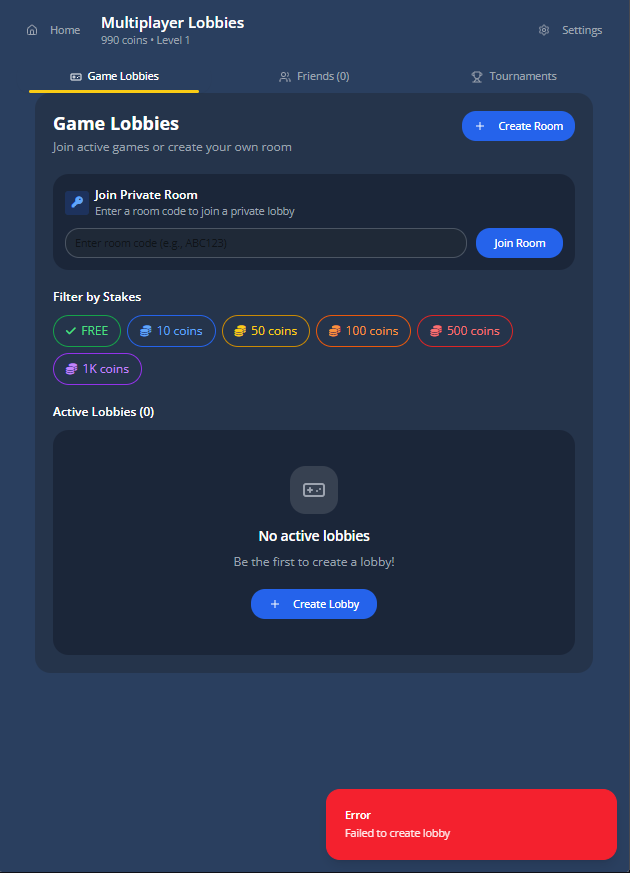 Home
Multiplayer Lobbies
990 coins • Level 1
Settings
Game Lobbies
Friends (0)
Tournaments
Game Lobbies
Join active games or create your own room
+ Create Room
Join Private Room
Enter a room code to join a private lobby
Enter room code (e.g., ABC123)
Join Room
Filter by Stakes
FREE
10 coins
50 coins
100 coins
500 coins
1K coins
Active Lobbies (0)
No active lobbies
Be the first to create a lobby!
+ Create Lobby
Error
Failed to create lobby